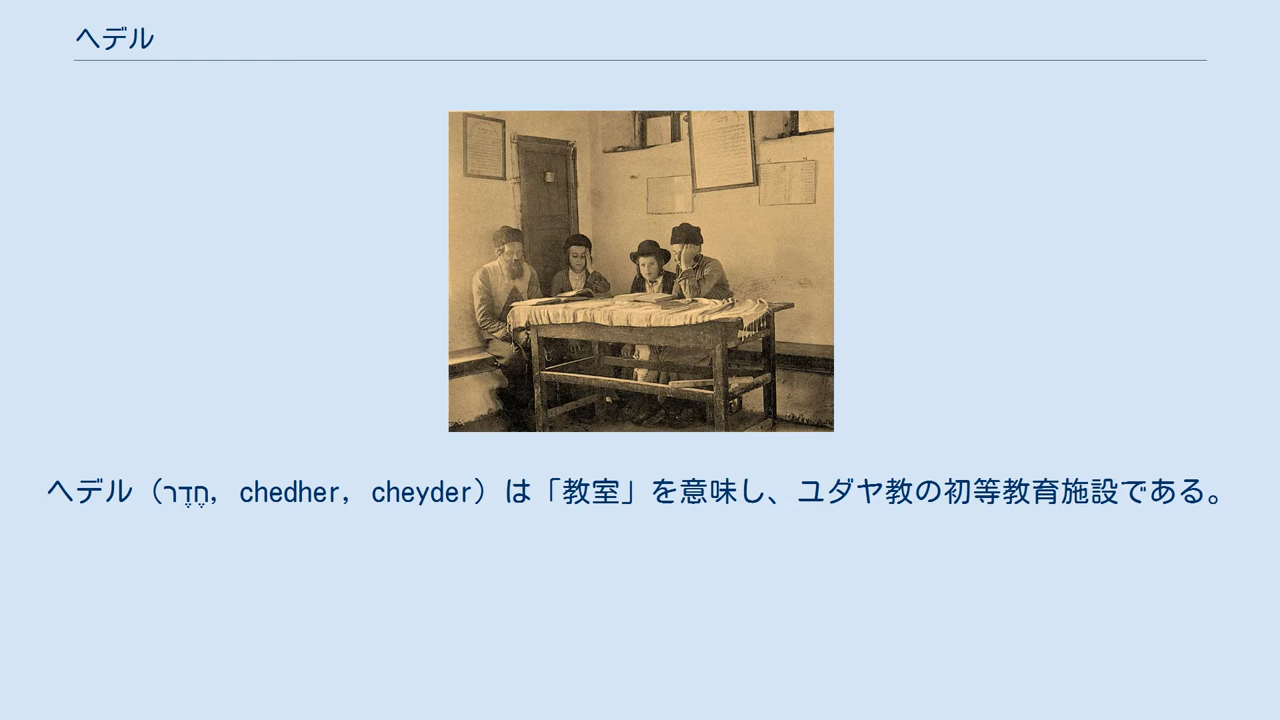 ヘデル
ヘデル（חֶדֶר, chedher, cheyder）は「教室」を意味し、ユダヤ教の初等教育施設である。